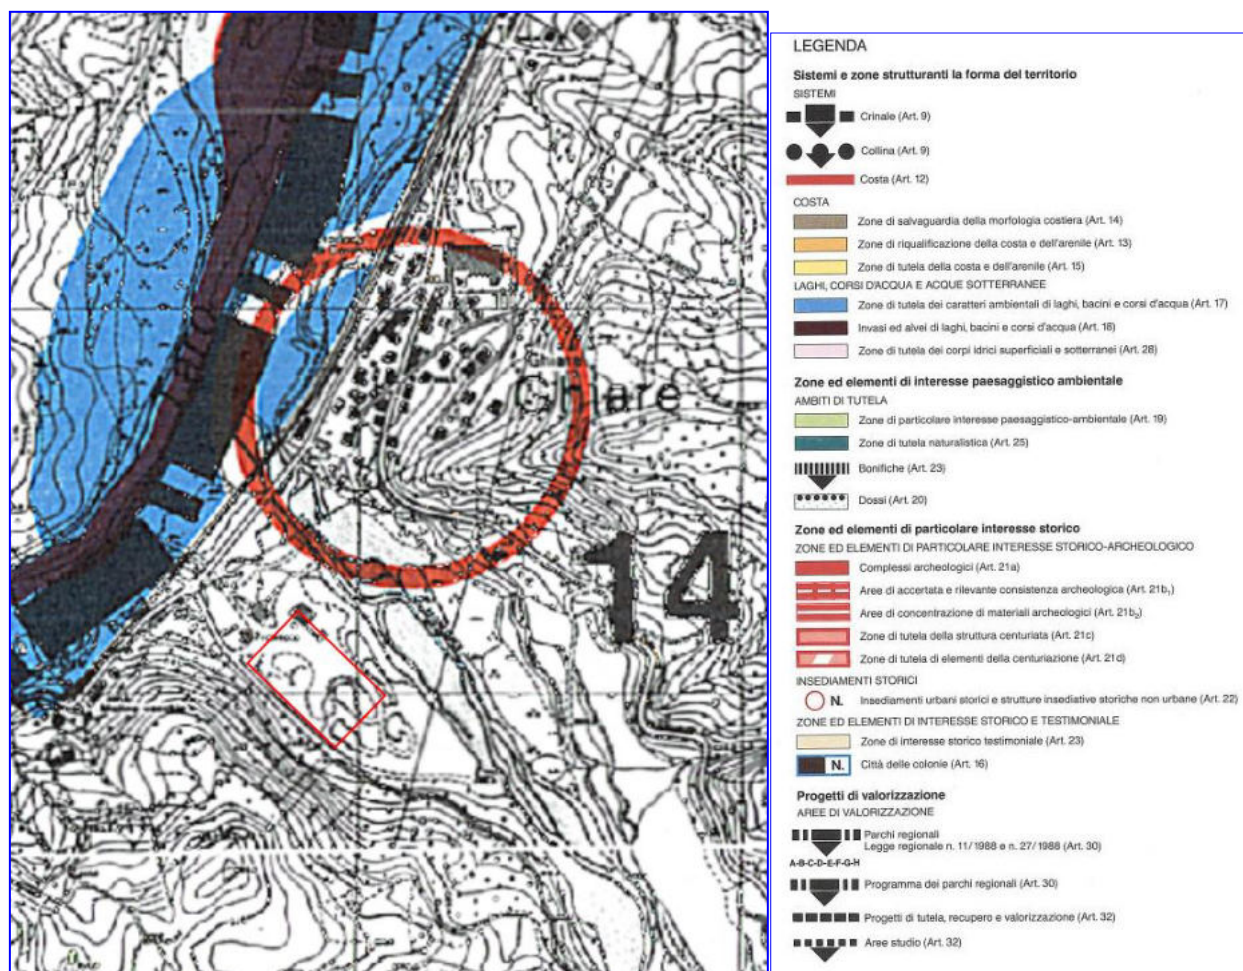 Ghiare
14
LEGENDA
Sistemi e zone strutturanti la forma del territorio
SISTEMI
Crinale (Art. 9)
Collina (Art. 9)
Costa (Art. 12)
COSTA
Zone di salvaguardia della morfologia costiera (Art. 14)
Zone di riqualificazione della costa e dell'arenile (Art. 13)
Zone di tutela della costa e dell'arenile (Art. 15)
LAGHI, CORSI D'ACQUA E ACQUE SOTTERRANEE
Zone di tutela dei caratteri ambientali di laghi, bacini e corsi d'acqua (Art. 17)
Invasi ed alvei di laghi, bacini e corsi d'acqua (Art. 18)
Zone di tutela dei corpi idrici superficiali e sotterranei (Art. 28)
Zone ed elementi di interesse paesaggistico ambientale
AMBITI DI TUTELA
Zone di particolare interesse paesaggistico-ambientale (Art. 19)
Zone di tutela naturalistica (Art. 25)
Bonifiche (Art. 23)
Dossi (Art. 20)
Zone ed elementi di particolare interesse storico
ZONE ED ELEMENTI DI PARTICOLARE INTERESSE STORICO-ARCHEOLOGICO
Complessi archeologici (Art. 21a)
Aree di accertata e rilevante consistenza archeologica (Art. 21b₁)
Aree di concentrazione di materiali archeologici (Art. 21b₂)
Zone di tutela della struttura centuriata (Art. 21c)
Zone di tutela di elementi della centuriazione (Art. 21d)
INSEDIAMENTI STORICI
N. Insediamenti urbani storici e strutture insediative storiche non urbane (Art. 22)
ZONE ED ELEMENTI DI INTERESSE STORICO E TESTIMONIALE
Zone di interesse storico testimoniale (Art. 23)
N. Città delle colonie (Art. 16)
Progetti di valorizzazione
AREE DI VALORIZZAZIONE
Parchi regionali
Legge regionale n. 11/1988 e n. 27/1988 (Art. 30)
A-B-C-D-E-F-G-H
Programma dei parchi regionali (Art. 30)
Progetti di tutela, recupero e valorizzazione (Art. 32)
Aree studio (Art. 32)